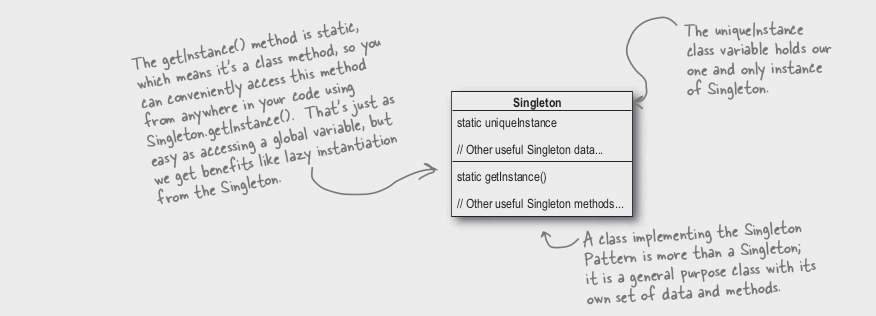 The getInstance() method is static,
which means it's a class method, so you
can conveniently access this method
from anywhere in your code using
Singleton.getInstance(). That's just as
easy as accessing a global variable, but
we get benefits like lazy instantiation
from the Singleton.
The uniqueInstance
class variable holds our
one and only instance
of Singleton.
Singleton
static uniqueInstance
// Other useful Singleton data...
static getInstance()
// Other useful Singleton methods...
A class implementing the Singleton
Pattern is more than a Singleton;
it is a general purpose class with its
own set of data and methods.